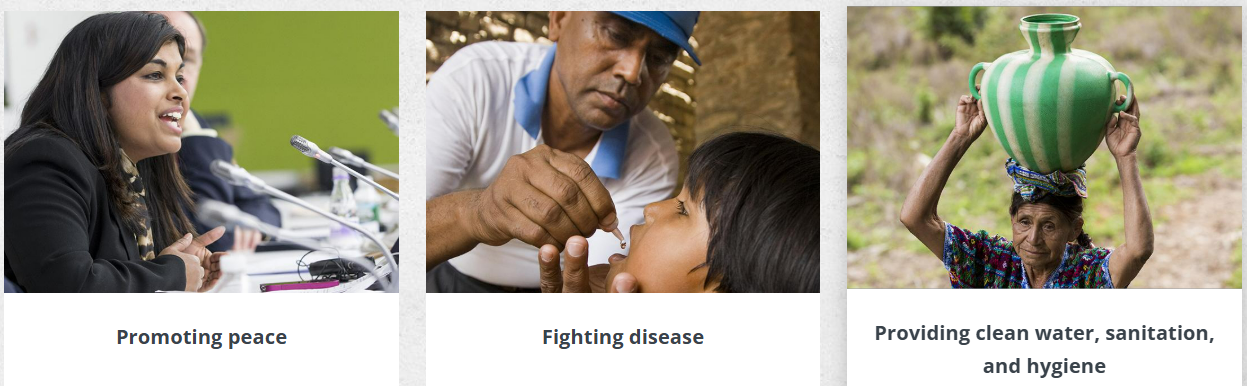 Promoting peace
Fighting disease
Providing clean water, sanitation,
and hygiene